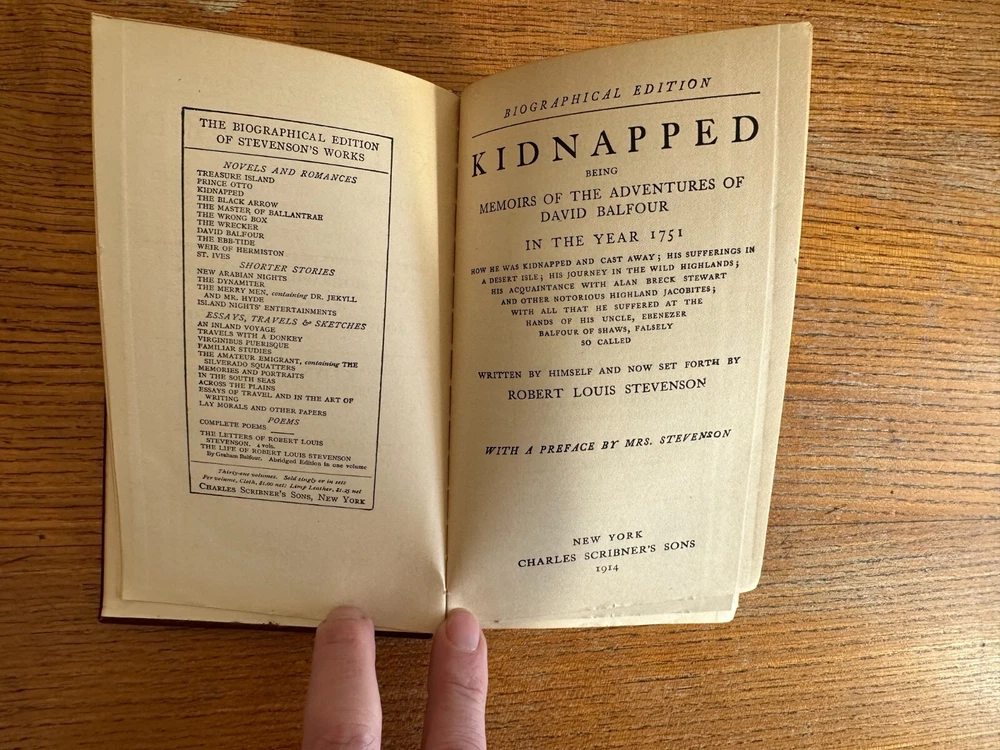 THE BIOGRAPHICAL EDITION
OF STEVENSON'S WORKS
NOVELS AND ROMANCES
TREASURE ISLAND
PRINCE OTTO
KIDNAPPED
THE BLACK ARROW
THE MASTER OF BALLANTRAE
THE WRONG BOX
THE WRECKER
DAVID BALFOUR
THE EBB-TIDE
WEIR OF HERMISTON
ST. IVES
SHORTER STORIES
NEW ARABIAN NIGHTS
THE DYNAMITER
THE MERRY MEN, containing DR. JEKYLL
AND MR. HYDE
ISLAND NIGHTS' ENTERTAINMENTS
ESSAYS, TRAVELS & SKETCHES
AN INLAND VOYAGE
TRAVELS WITH A DONKEY
VIRGINIBUS PUERISQUE
FAMILIAR STUDIES
THE AMATEUR EMIGRANT, containing THE
SILVERADO SQUATTERS
MEMORIES AND PORTRAITS
IN THE SOUTH SEAS
ACROSS THE PLAINS
ESSAYS OF TRAVEL AND IN THE ART OF
WRITING
LAY MORALS AND OTHER PAPERS
POEMS
COMPLETE POEMS
THE LETTERS OF ROBERT LOUIS
STEVENSON. 4 vols.
THE LIFE OF ROBERT LOUIS STEVENSON
By Graham Balfour. Abridged Edition in one volume
Thirty-one volumes. Sold singly or in sets
Per volume, Cloth, $1.00 net; Limp Leather, $1.25 net
CHARLES SCRIBNER'S SONS, NEW YORK
BIOGRAPHICAL EDITION
KIDNAPPED
BEING
MEMOIRS OF THE ADVENTURES OF
DAVID BALFOUR
IN THE YEAR 1751
HOW HE WAS KIDNAPPED AND CAST AWAY; HIS SUFFERINGS IN
A DESERT ISLE; HIS JOURNEY IN THE WILD HIGHLANDS;
HIS ACQUAINTANCE WITH ALAN BRECK STEWART
AND OTHER NOTORIOUS HIGHLAND JACOBITES;
WITH ALL THAT HE SUFFERED AT THE
HANDS OF HIS UNCLE, EBENEZER
BALFOUR OF SHAWS, FALSELY
SO CALLED
WRITTEN BY HIMSELF AND NOW SET FORTH BY
ROBERT LOUIS STEVENSON
WITH A PREFACE BY MRS. STEVENSON
NEW YORK
CHARLES SCRIBNER'S SONS
1914